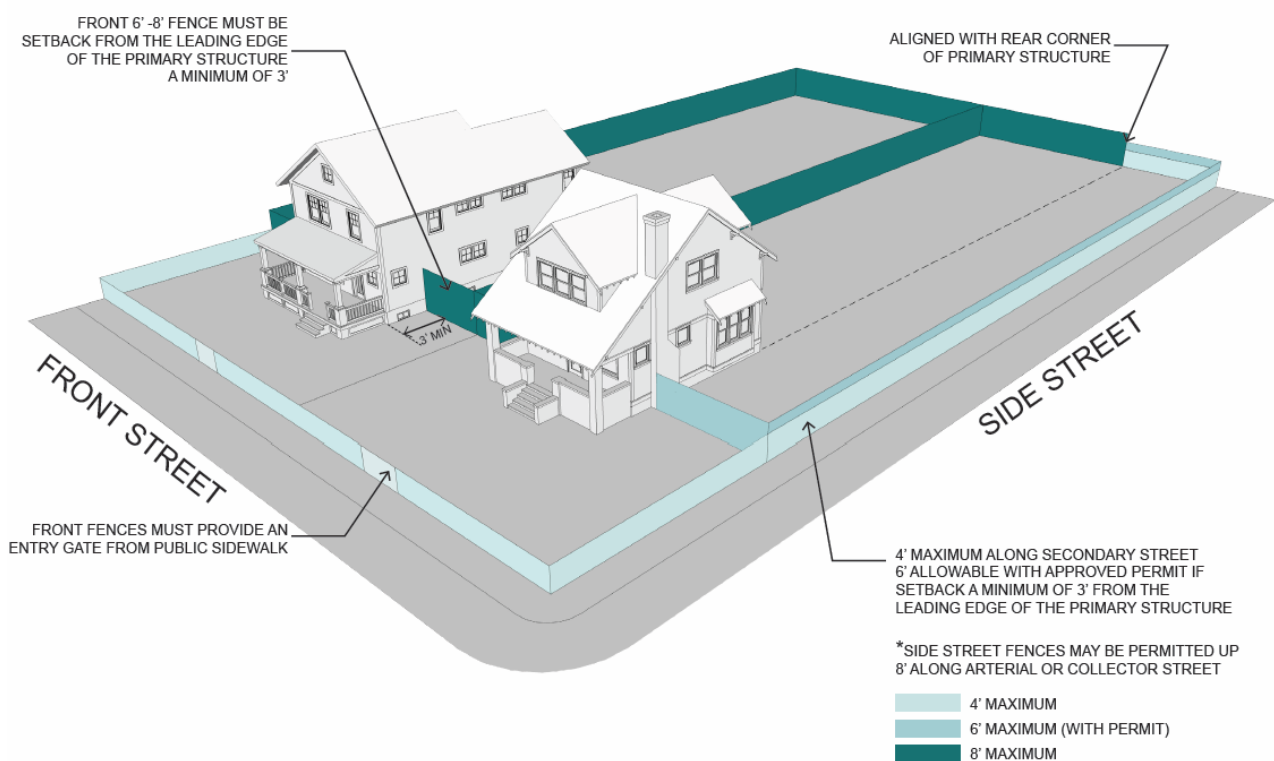 FRONT 6' -8' FENCE MUST BE
SETBACK FROM THE LEADING EDGE
OF THE PRIMARY STRUCTURE
A MINIMUM OF 3'
ALIGNED WITH REAR CORNER
OF PRIMARY STRUCTURE
3' MIN
FRONT STREET
SIDE STREET
FRONT FENCES MUST PROVIDE AN
ENTRY GATE FROM PUBLIC SIDEWALK
4' MAXIMUM ALONG SECONDARY STREET
6' ALLOWABLE WITH APPROVED PERMIT IF
SETBACK A MINIMUM OF 3' FROM THE
LEADING EDGE OF THE PRIMARY STRUCTURE
*SIDE STREET FENCES MAY BE PERMITTED UP
8' ALONG ARTERIAL OR COLLECTOR STREET
4' MAXIMUM
6' MAXIMUM (WITH PERMIT)
8' MAXIMUM